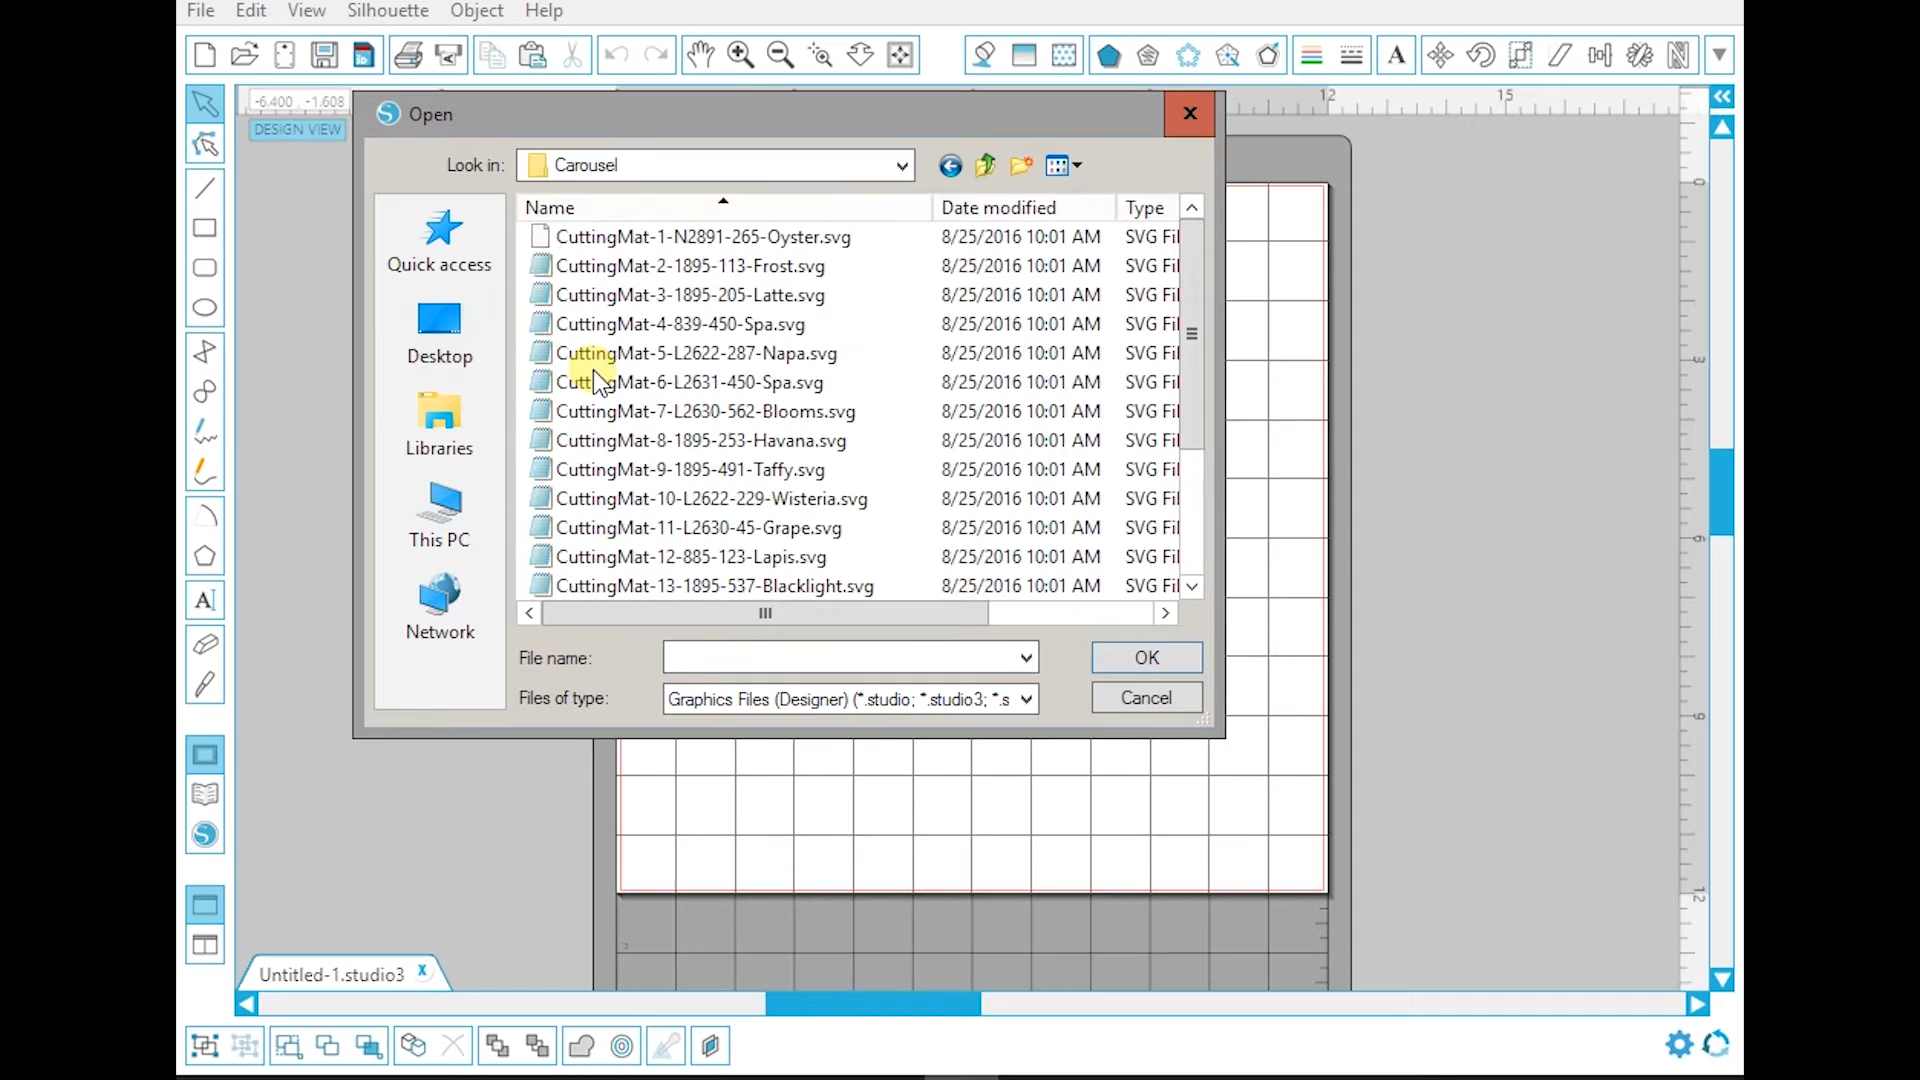 File Edit View Silhouette Object Help
-6.400 , -1.608
12 15
DESIGN VIEW
Open
Look in: Carousel
Name Date modified Type
CuttingMat-1-N2891-265-Oyster.svg 8/25/2016 10:01 AM SVG Fil
CuttingMat-2-1895-113-Frost.svg 8/25/2016 10:01 AM SVG Fil
CuttingMat-3-1895-205-Latte.svg 8/25/2016 10:01 AM SVG Fil
CuttingMat-4-839-450-Spa.svg 8/25/2016 10:01 AM SVG Fil
CuttingMat-5-L2622-287-Napa.svg 8/25/2016 10:01 AM SVG Fil
CuttingMat-6-L2631-450-Spa.svg 8/25/2016 10:01 AM SVG Fil
CuttingMat-7-L2630-562-Blooms.svg 8/25/2016 10:01 AM SVG Fil
CuttingMat-8-1895-253-Havana.svg 8/25/2016 10:01 AM SVG Fil
CuttingMat-9-1895-491-Taffy.svg 8/25/2016 10:01 AM SVG Fil
CuttingMat-10-L2622-229-Wisteria.svg 8/25/2016 10:01 AM SVG Fil
CuttingMat-11-L2630-45-Grape.svg 8/25/2016 10:01 AM SVG Fil
CuttingMat-12-885-123-Lapis.svg 8/25/2016 10:01 AM SVG Fil
CuttingMat-13-1895-537-Blacklight.svg 8/25/2016 10:01 AM SVG Fil
Quick access
Desktop
Libraries
This PC
Network
File name: OK
Files of type: Graphics Files (Designer) (*.studio; *.studio3; *.s Cancel
0
3
6
9
12
Untitled-1.studio3 x